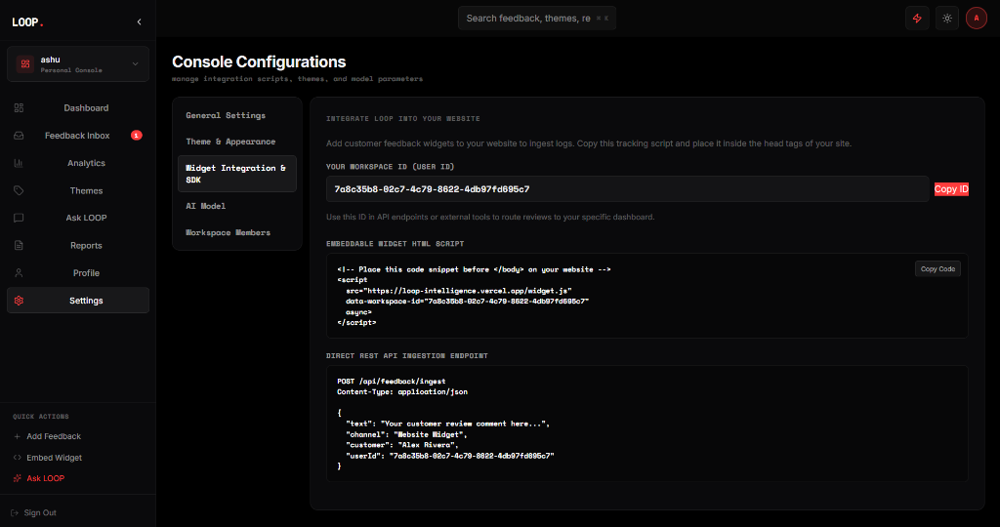 LOOP.
Search feedback, themes, re ⌘ K
A
ashu
Personal Console
Dashboard
Feedback Inbox
1
Analytics
Themes
Ask LOOP
Reports
Profile
Settings
QUICK ACTIONS
Add Feedback
Embed Widget
Ask LOOP
Sign Out
Console Configurations
manage integration scripts, themes, and model parameters
General Settings
Theme & Appearance
Widget Integration &
SDK
AI Model
Workspace Members
INTEGRATE LOOP INTO YOUR WEBSITE
Add customer feedback widgets to your website to ingest logs. Copy this tracking script and place it inside the head tags of your site.
YOUR WORKSPACE ID (USER ID)
7a8c35b8-02c7-4c79-8622-4db97fd695c7
Copy ID
Use this ID in API endpoints or external tools to route reviews to your specific dashboard.
EMBEDDABLE WIDGET HTML SCRIPT
Copy Code
<!-- Place this code snippet before </body> on your website -->
<script
src="https://loop-intelligence.vercel.app/widget.js"
data-workspace-id="7a8c35b8-02c7-4c79-8622-4db97fd695c7"
async>
</script>
DIRECT REST API INGESTION ENDPOINT
POST /api/feedback/ingest
Content-Type: application/json
{
"text": "Your customer review comment here...",
"channel": "Website Widget",
"customer": "Alex Rivera",
"userId": "7a8c35b8-02c7-4c79-8622-4db97fd695c7"
}